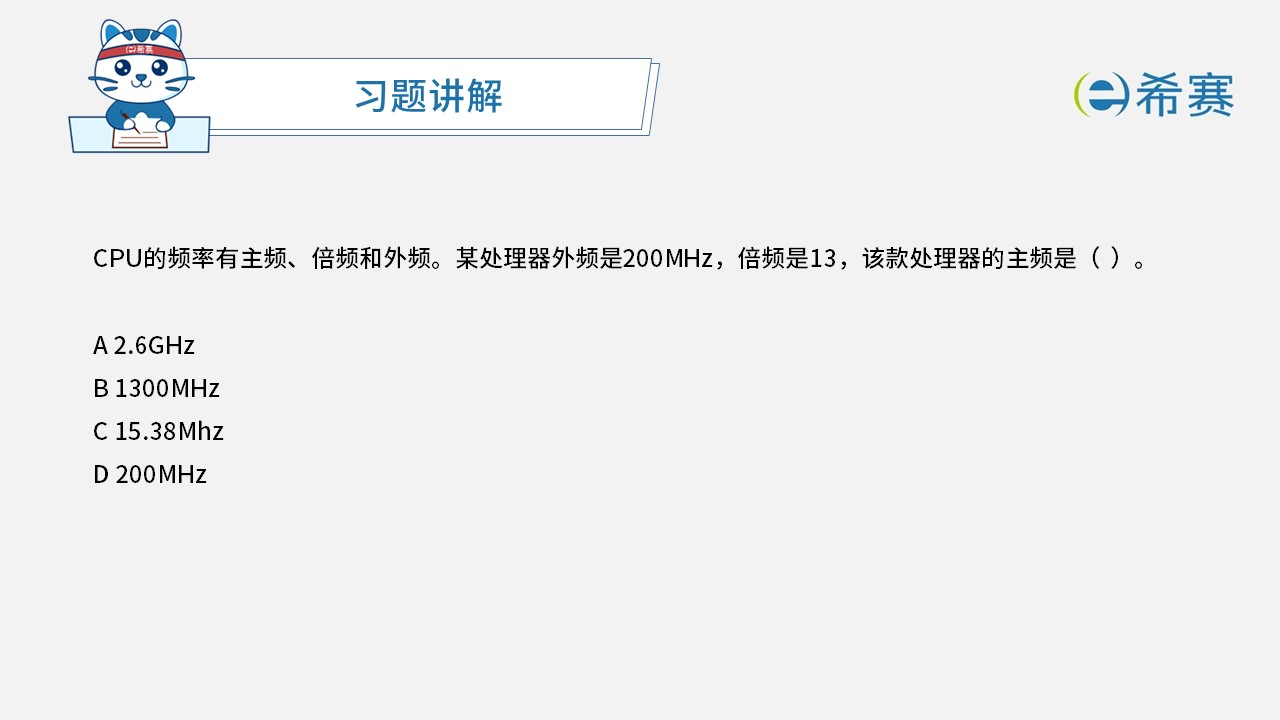 (e)希赛
习题讲解
希赛
CPU的频率有主频、倍频和外频。某处理器外频是200MHz，倍频是13，该款处理器的主频是（ ）。
A 2.6GHz
B 1300MHz
C 15.38Mhz
D 200MHz